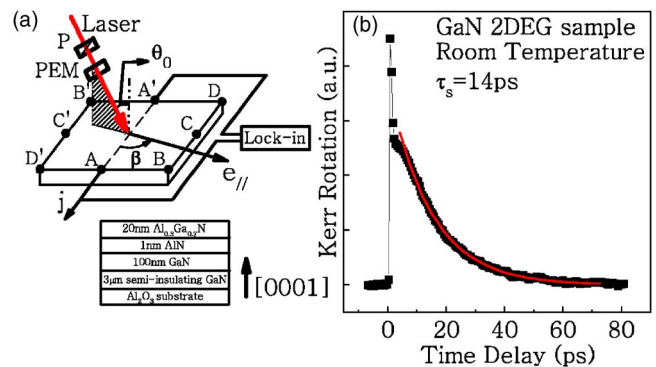 (a)
Laser
P
PEM
θ₀
B'
A'
D
C'
C
Lock-in
D'
A
B
β
e//
j
20nm Al₀.₃Ga₀.₇N
1nm AlN
100nm GaN
3μm semi-insulating GaN
Al₂O₃ substrate
[0001]
(b)
GaN 2DEG sample
Room Temperature
τₛ=14ps
Kerr Rotation (a.u.)
0 20 40 60 80
Time Delay (ps)